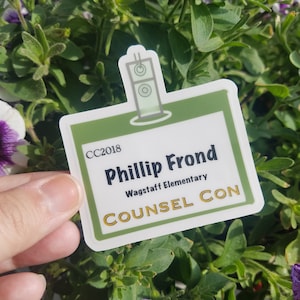 CC2018
Phillip Frond
Wagstaff Elementary
COUNSEL CON